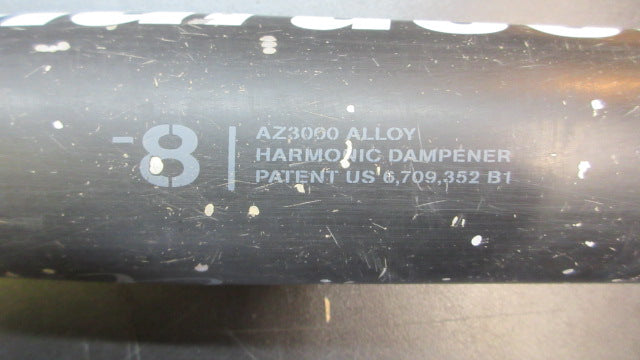 -8
AZ3000 ALLOY
HARMONIC DAMPENER
PATENT US 6,709,352 B1